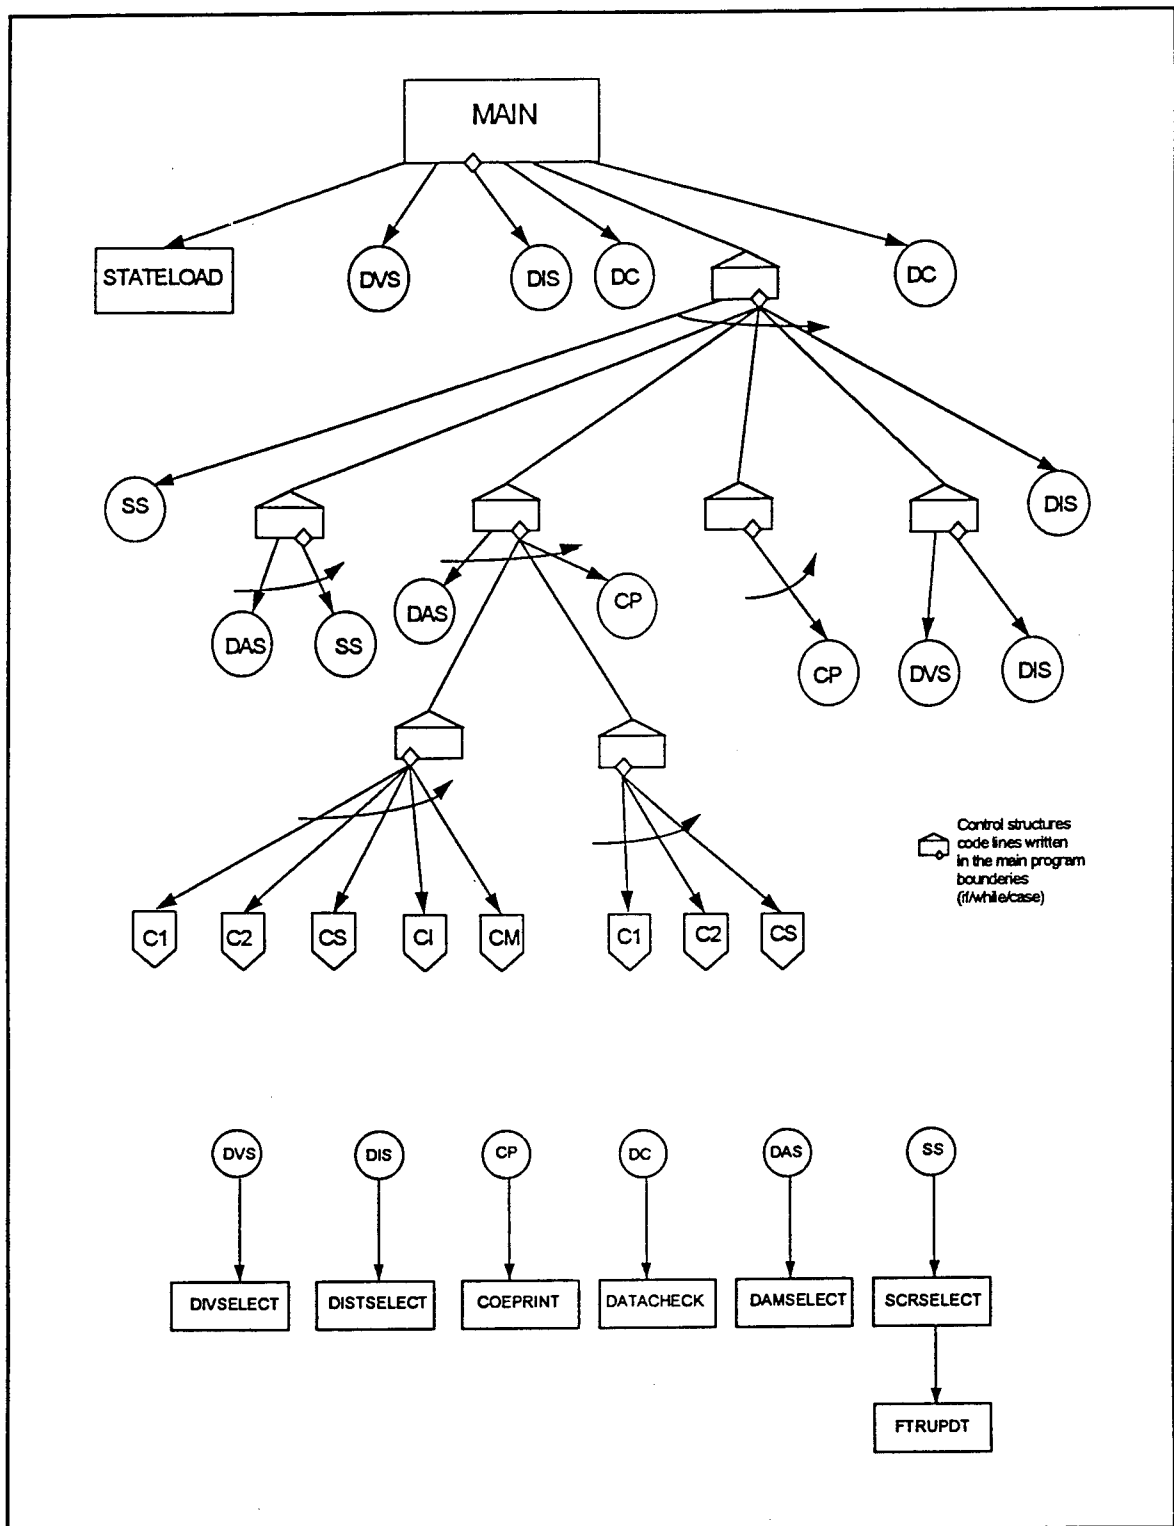 MAIN
STATELOAD
DVS
DIS
DC
DC
SS
DIS
DAS
SS
DAS
CP
CP
DVS
DIS
C1
C2
CS
CI
CM
C1
C2
CS
Control structures
code lines written
in the main program
bounderies
(if/while/case)
DVS
DIS
CP
DC
DAS
SS
DIVSELECT
DISTSELECT
COEPRINT
DATACHECK
DAMSELECT
SCRSELECT
FTRUPDT